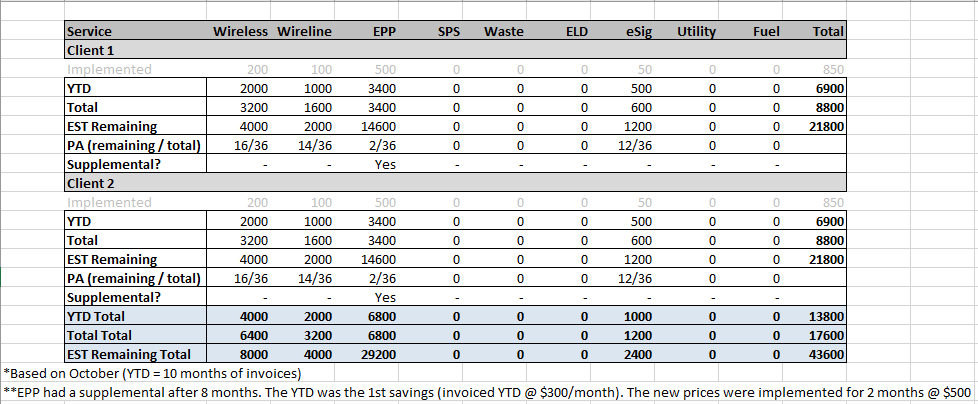 Service Wireless Wireline EPP SPS Waste ELD eSig Utility Fuel Total
Client 1
Implemented 200 100 500 0 0 0 50 0 0 850
YTD 2000 1000 3400 0 0 0 500 0 0 6900
Total 3200 1600 3400 0 0 0 600 0 0 8800
EST Remaining 4000 2000 14600 0 0 0 1200 0 0 21800
PA (remaining / total) 16/36 14/36 2/36 0 0 0 12/36 0 0
Supplemental? - - Yes - - - - - -
Client 2
Implemented 200 100 500 0 0 0 50 0 0 850
YTD 2000 1000 3400 0 0 0 500 0 0 6900
Total 3200 1600 3400 0 0 0 600 0 0 8800
EST Remaining 4000 2000 14600 0 0 0 1200 0 0 21800
PA (remaining / total) 16/36 14/36 2/36 0 0 0 12/36 0 0
Supplemental? - - Yes - - - - - -
YTD Total 4000 2000 6800 0 0 0 1000 0 0 13800
Total Total 6400 3200 6800 0 0 0 1200 0 0 17600
EST Remaining Total 8000 4000 29200 0 0 0 2400 0 0 43600
*Based on October (YTD = 10 months of invoices)
**EPP had a supplemental after 8 months. The YTD was the 1st savings (invoiced YTD @ $300/month). The new prices were implemented for 2 months @ $500